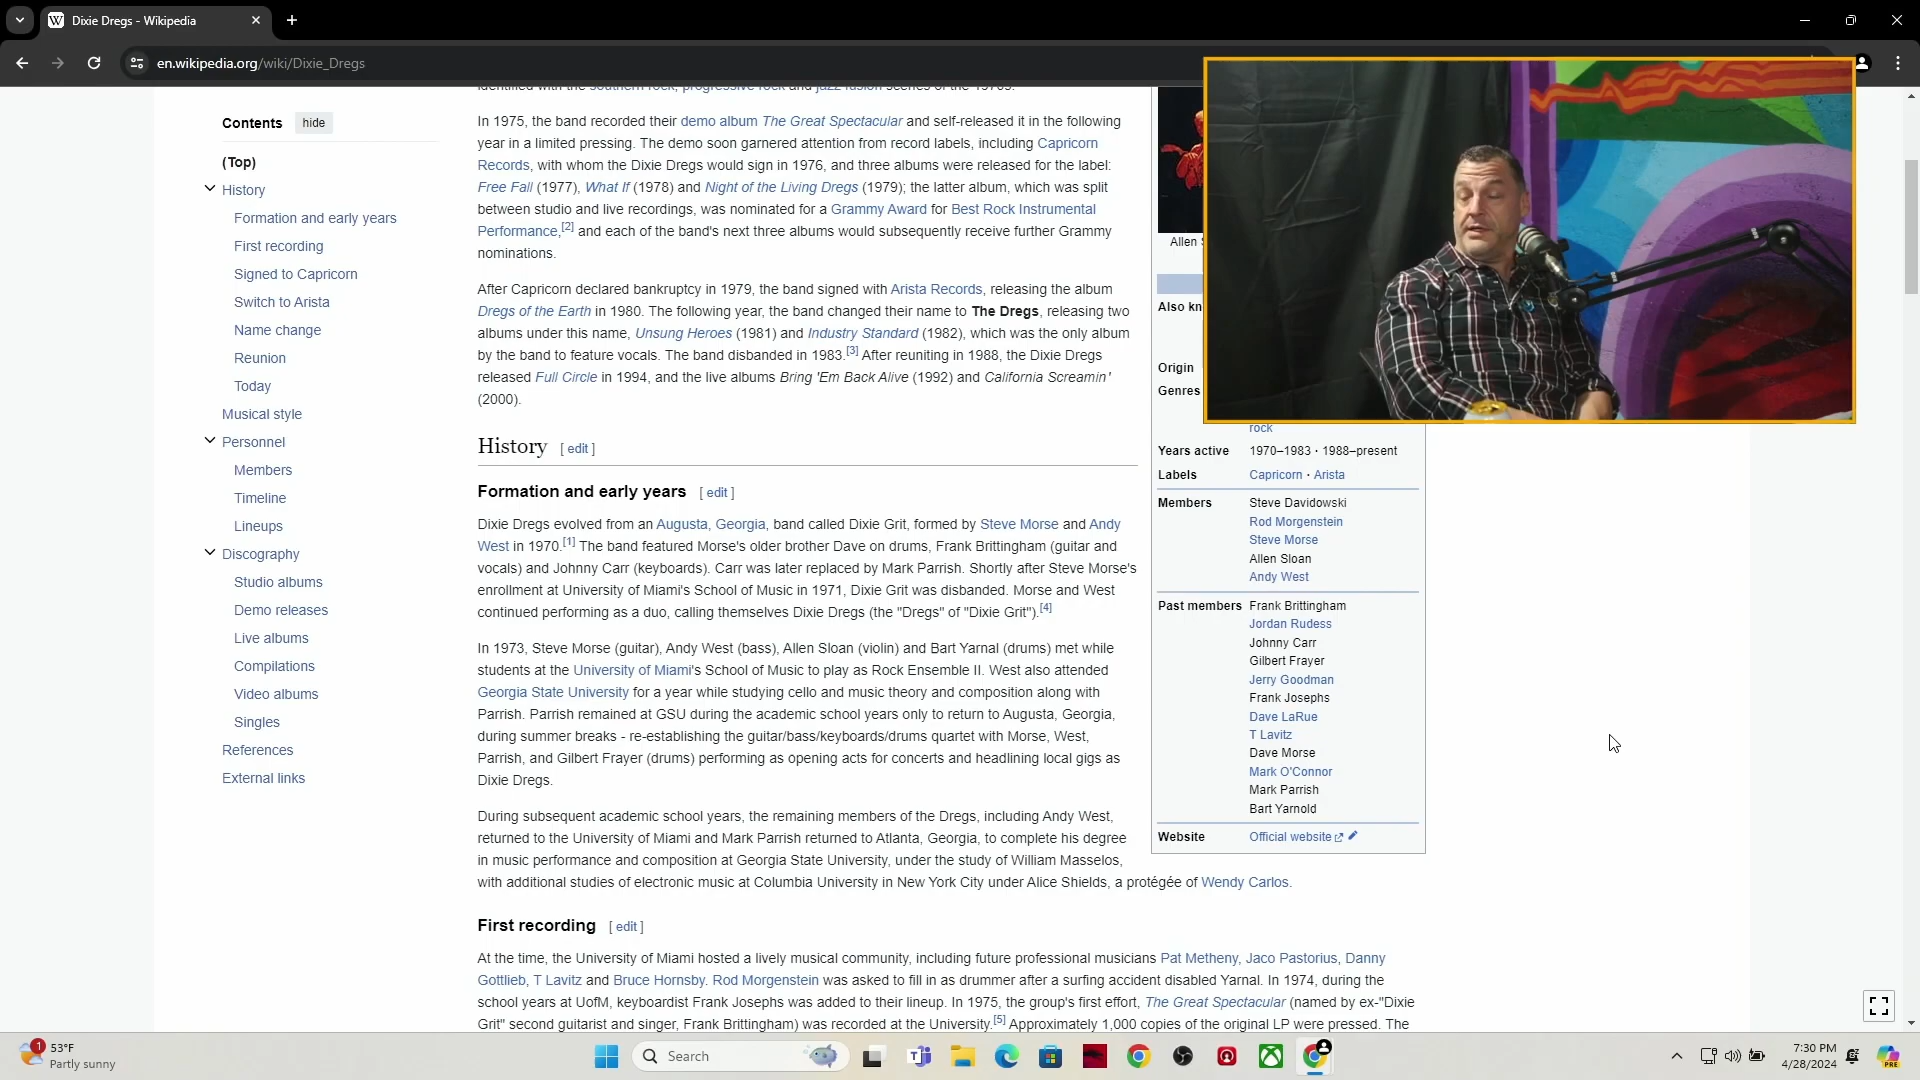 Dixie Dregs - Wikipedia
en.wikipedia.org/wiki/Dixie_Dregs
Contents hide
(Top)
History
Formation and early years
First recording
Signed to Capricorn
Switch to Arista
Name change
Reunion
Today
Musical style
Personnel
Members
Timeline
Lineups
Discography
Studio albums
Demo releases
Live albums
Compilations
Video albums
Singles
References
External links
identified with the southern rock, progressive rock and jazz fusion scenes of the 1970s.
In 1975, the band recorded their demo album The Great Spectacular and self-released it in the following
year in a limited pressing. The demo soon garnered attention from record labels, including Capricorn
Records, with whom the Dixie Dregs would sign in 1976, and three albums were released for the label:
Free Fall (1977), What If (1978) and Night of the Living Dregs (1979); the latter album, which was split
between studio and live recordings, was nominated for a Grammy Award for Best Rock Instrumental
Performance,[2] and each of the band's next three albums would subsequently receive further Grammy
nominations.
After Capricorn declared bankruptcy in 1979, the band signed with Arista Records, releasing the album
Dregs of the Earth in 1980. The following year, the band changed their name to The Dregs, releasing two
albums under this name, Unsung Heroes (1981) and Industry Standard (1982), which was the only album
by the band to feature vocals. The band disbanded in 1983.[3] After reuniting in 1988, the Dixie Dregs
released Full Circle in 1994, and the live albums Bring 'Em Back Alive (1992) and California Screamin'
(2000).
History [ edit ]
Formation and early years [ edit ]
Dixie Dregs evolved from an Augusta, Georgia, band called Dixie Grit, formed by Steve Morse and Andy
West in 1970.[1] The band featured Morse's older brother Dave on drums, Frank Brittingham (guitar and
vocals) and Johnny Carr (keyboards). Carr was later replaced by Mark Parrish. Shortly after Steve Morse's
enrollment at University of Miami's School of Music in 1971, Dixie Grit was disbanded. Morse and West
continued performing as a duo, calling themselves Dixie Dregs (the "Dregs" of "Dixie Grit").[4]
In 1973, Steve Morse (guitar), Andy West (bass), Allen Sloan (violin) and Bart Yarnal (drums) met while
students at the University of Miami's School of Music to play as Rock Ensemble II. West also attended
Georgia State University for a year while studying cello and music theory and composition along with
Parrish. Parrish remained at GSU during the academic school years only to return to Augusta, Georgia,
during summer breaks - re-establishing the guitar/bass/keyboards/drums quartet with Morse, West,
Parrish, and Gilbert Frayer (drums) performing as opening acts for concerts and headlining local gigs as
Dixie Dregs.
During subsequent academic school years, the remaining members of the Dregs, including Andy West,
returned to the University of Miami and Mark Parrish returned to Atlanta, Georgia, to complete his degree
in music performance and composition at Georgia State University, under the study of William Masselos,
with additional studies of electronic music at Columbia University in New York City under Alice Shields, a protégée of Wendy Carlos.
First recording [ edit ]
At the time, the University of Miami hosted a lively musical community, including future professional musicians Pat Metheny, Jaco Pastorius, Danny
Gottlieb, T Lavitz and Bruce Hornsby. Rod Morgenstein was asked to fill in as drummer after a surfing accident disabled Yarnal. In 1974, during the
school years at UofM, keyboardist Frank Josephs was added to their lineup. In 1975, the group's first effort, The Great Spectacular (named by ex-"Dixie
Grit" second guitarist and singer, Frank Brittingham) was recorded at the University.[5] Approximately 1,000 copies of the original LP were pressed. The
Allen S
Also kn
Origin
Genres
rock
Years active 1970–1983 · 1988–present
Labels Capricorn · Arista
Members Steve Davidowski
Rod Morgenstein
Steve Morse
Allen Sloan
Andy West
Past members Frank Brittingham
Jordan Rudess
Johnny Carr
Gilbert Frayer
Jerry Goodman
Frank Josephs
Dave LaRue
T Lavitz
Dave Morse
Mark O'Connor
Mark Parrish
Bart Yarnold
Website Official website
1
53°F
Partly sunny
Search
7:30 PM
4/28/2024
PRE